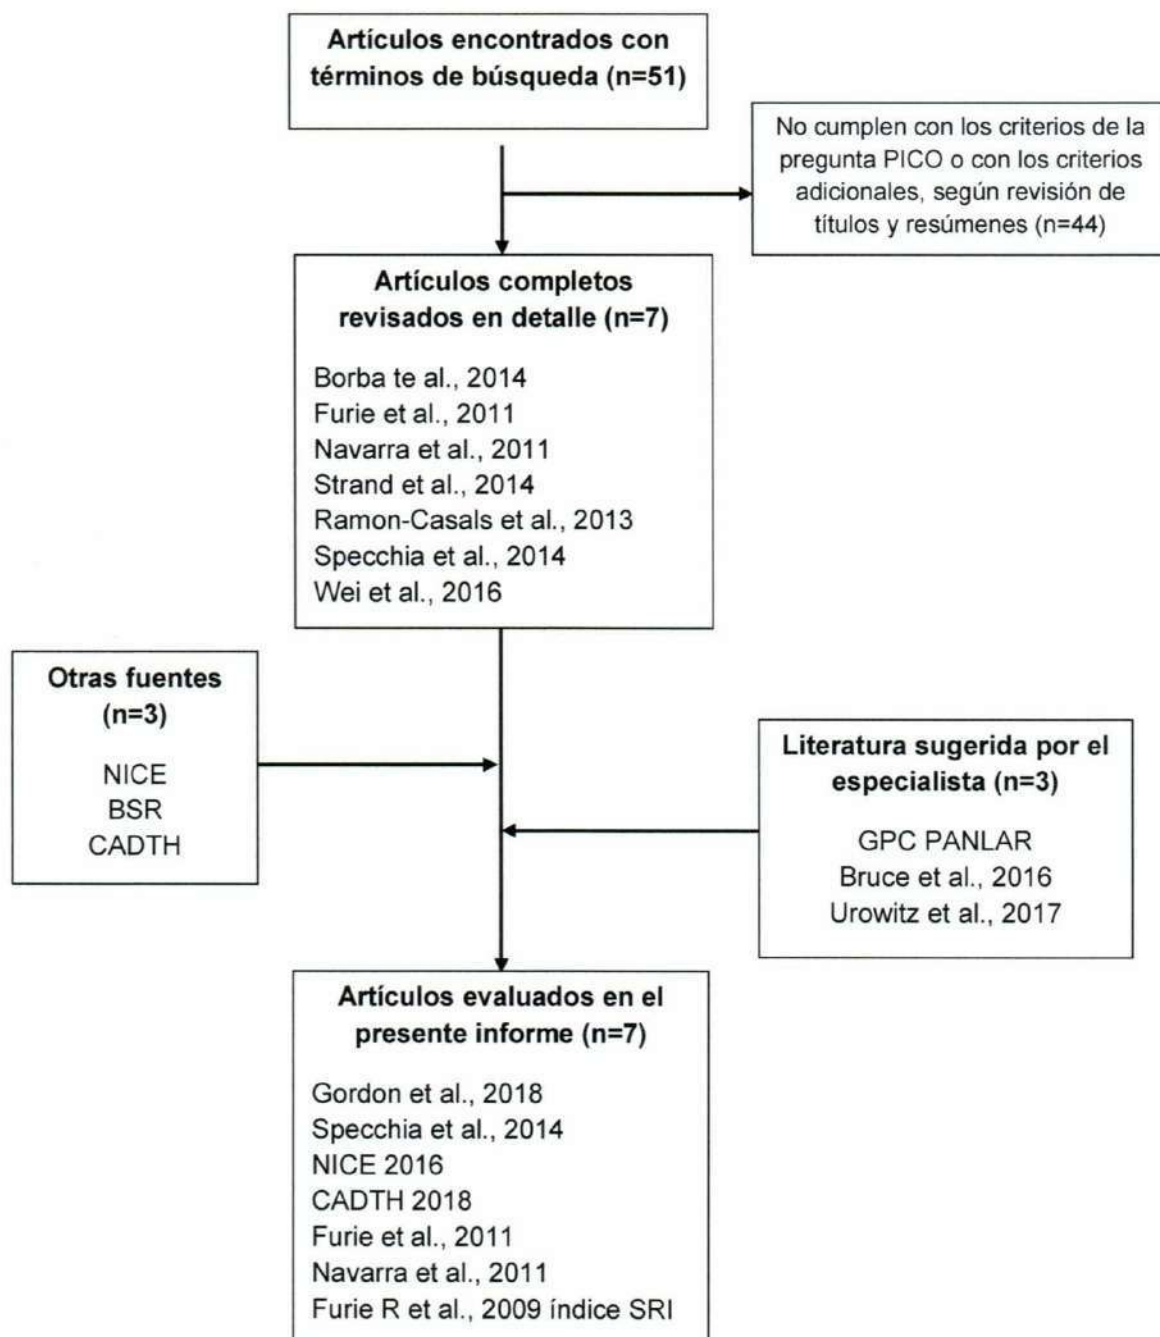 Artículos encontrados con
términos de búsqueda (n=51)
No cumplen con los criterios de la
pregunta PICO o con los criterios
adicionales, según revisión de
títulos y resúmenes (n=44)
Artículos completos
revisados en detalle (n=7)
Borba te al., 2014
Furie et al., 2011
Navarra et al., 2011
Strand et al., 2014
Ramon-Casals et al., 2013
Specchia et al., 2014
Wei et al., 2016
Otras fuentes
(n=3)
NICE
BSR
CADTH
Literatura sugerida por el
especialista (n=3)
GPC PANLAR
Bruce et al., 2016
Urowitz et al., 2017
Artículos evaluados en el
presente informe (n=7)
Gordon et al., 2018
Specchia et al., 2014
NICE 2016
CADTH 2018
Furie et al., 2011
Navarra et al., 2011
Furie R et al., 2009 índice SRI